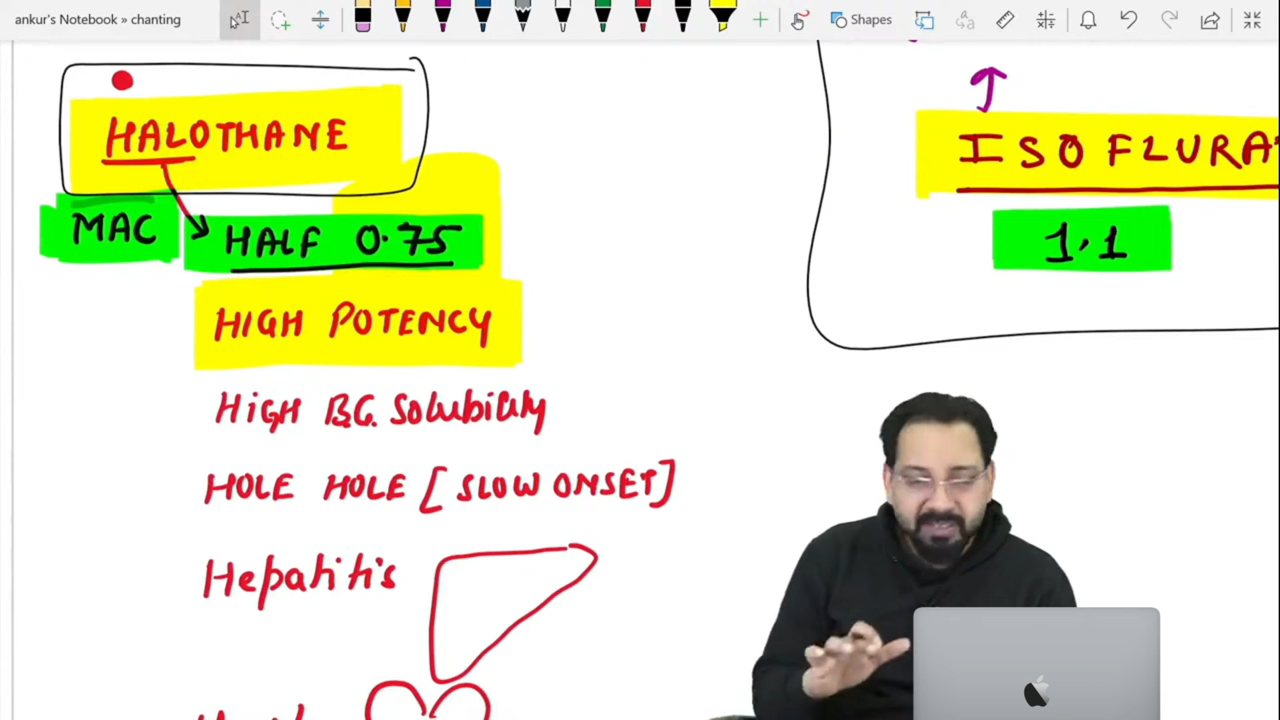 ankur's Notebook » chanting
Shapes
HALOTHANE
MAC
HALF 0.75
HIGH POTENCY
HIGH B.G. Solubility
HOLE HOLE [SLOW ONSET]
Hepatitis
ISOFLURA
1.1